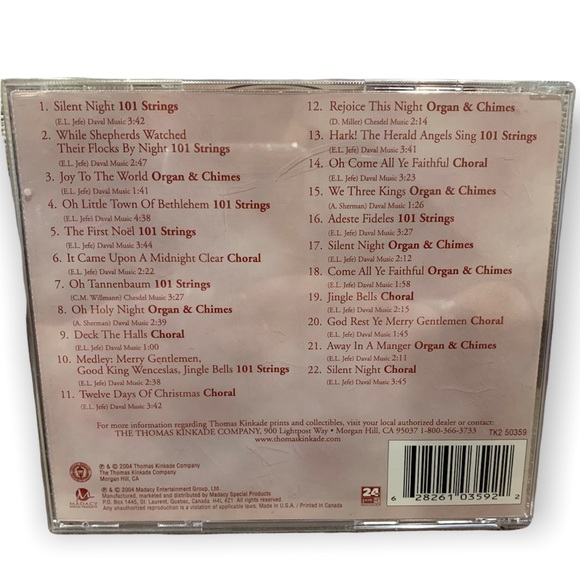 1. Silent Night 101 Strings
(E.L. Jefe) Daval Music 3:42
2. While Shepherds Watched
Their Flocks By Night 101 Strings
(E.L. Jefe) Daval Music 2:47
3. Joy To The World Organ & Chimes
(E.L. Jefe) Daval Music 1:41
4. Oh Little Town Of Bethlehem 101 Strings
(E.L. Jefe) Daval Music 4:38
5. The First Noël 101 Strings
(E.L. Jefe) Daval Music 3:44
6. It Came Upon A Midnight Clear Choral
(E.L. Jefe) Daval Music 2:22
7. Oh Tannenbaum 101 Strings
(C.M. Willmann) Chesdel Music 3:27
8. Oh Holy Night Organ & Chimes
(A. Sherman) Daval Music 2:39
9. Deck The Halls Choral
(E.L. Jefe) Daval Music 1:00
10. Medley: Merry Gentlemen,
Good King Wenceslas, Jingle Bells 101 Strings
(E.L. Jefe) Daval Music 2:38
11. Twelve Days Of Christmas Choral
(E.L. Jefe) Daval Music 3:42
12. Rejoice This Night Organ & Chimes
(D. Miller) Chesdel Music 2:14
13. Hark! The Herald Angels Sing 101 Strings
(E.L. Jefe) Daval Music 3:41
14. Oh Come All Ye Faithful Choral
(E.L. Jefe) Daval Music 3:23
15. We Three Kings Organ & Chimes
(A. Sherman) Daval Music 1:26
16. Adeste Fideles 101 Strings
(E.L. Jefe) Daval Music 3:27
17. Silent Night Organ & Chimes
(E.L. Jefe) Daval Music 2:12
18. Come All Ye Faithful Organ & Chimes
(E.L. Jefe) Daval Music 1:58
19. Jingle Bells Choral
(E.L. Jefe) Daval Music 2:15
20. God Rest Ye Merry Gentlemen Choral
(E.L. Jefe) Daval Music 4:39
21. Away In A Manger Organ & Chimes
(E.L. Jefe) Daval Music 2:11
22. Silent Night Choral
(E.L. Jefe) Daval Music 3:45
For more information regarding Thomas Kinkade prints and collectibles, visit your local authorized dealer or contact:
THE THOMAS KINKADE COMPANY, 900 Lightpost Way • Morgan Hill, CA 95037 1-800-366-3733
www.thomaskinkade.com
TK2 50359
℗ & © 2004 Thomas Kinkade Company
The Thomas Kinkade Company
Morgan Hill, CA
MADACY
℗ & © 2004 Madacy Entertainment Group, Ltd.
Manufactured, marketed and distributed by Madacy Special Products
P.O. Box 1445, St. Laurent, Quebec, Canada H4L 4Z1 All rights reserved.
Any unauthorized reproduction is a violation of applicable laws. Made in U.S.A. / Printed in Canada
24
6 28261 03592 2